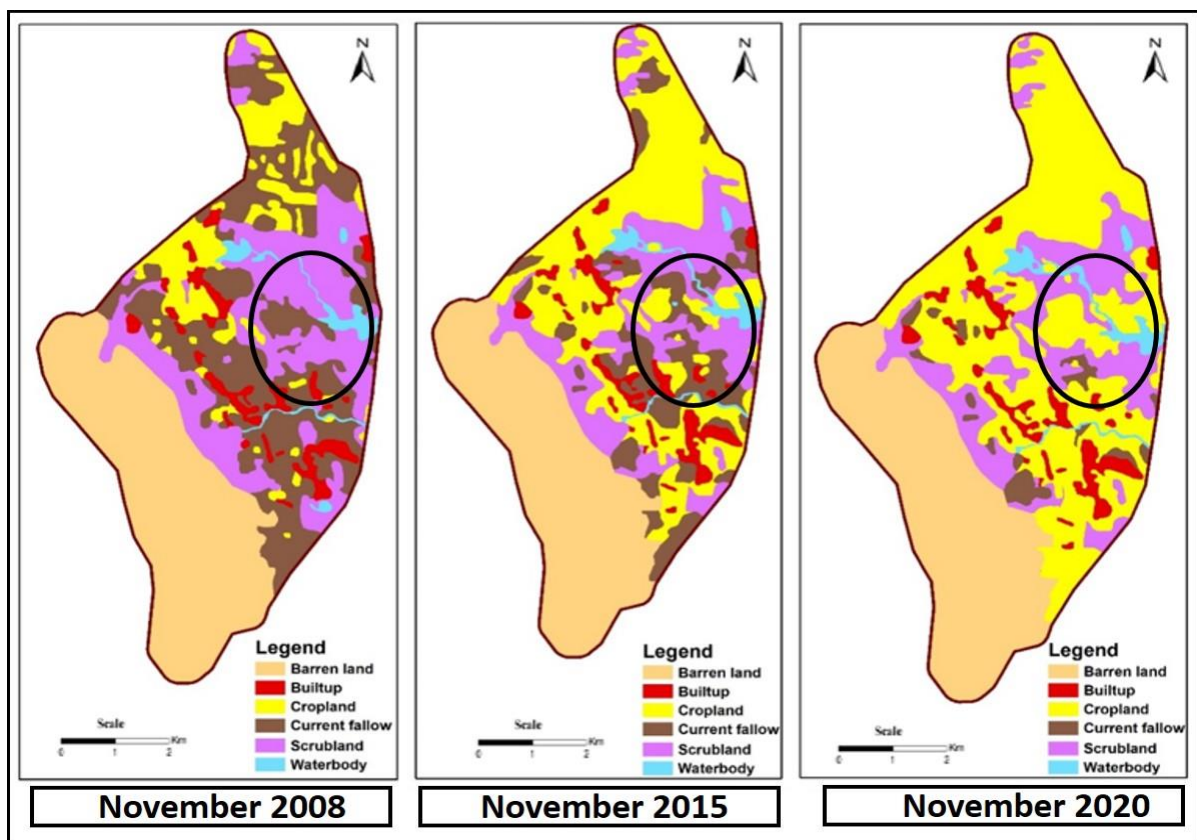 N
Legend
Barren land
Builtup
Cropland
Current fallow
Scrubland
Waterbody
Scale
0 1 2 Km
November 2008
N
Legend
Barren land
Builtup
Cropland
Current fallow
Scrubland
Waterbody
Scale
0 1 2 Km
November 2015
N
Legend
Barren land
Builtup
Cropland
Current fallow
Scrubland
Waterbody
Scale
0 1 2 Km
November 2020